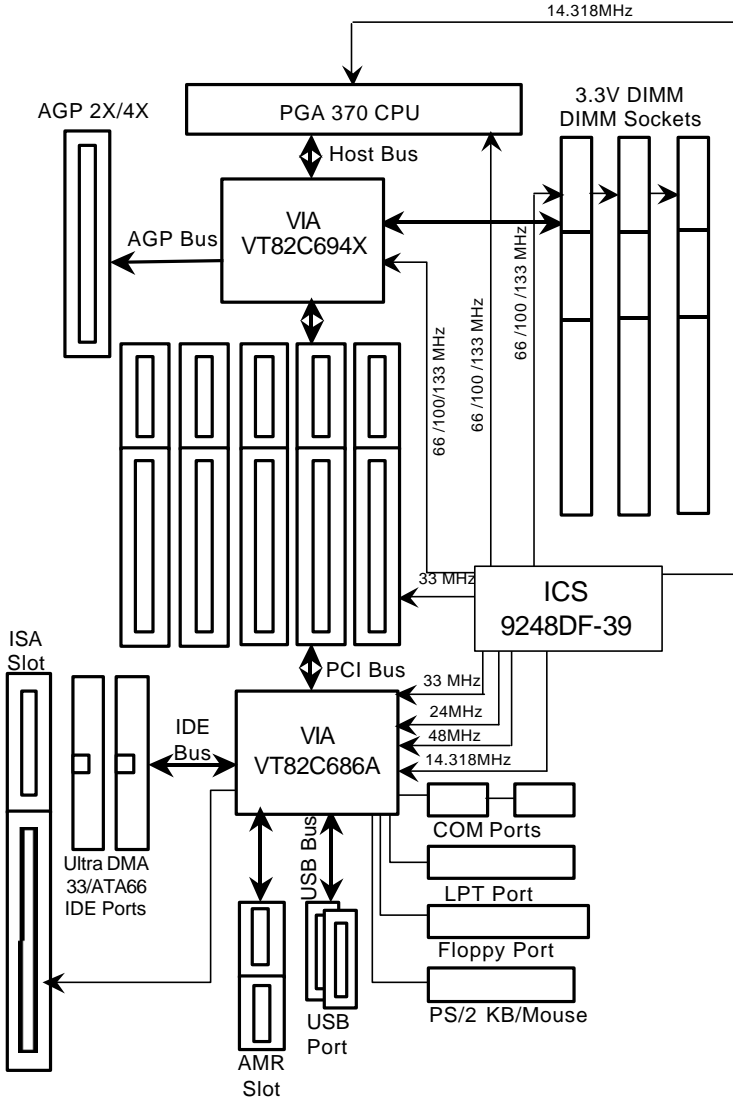 14.318MHz
PGA 370 CPU
AGP 2X/4X
3.3V DIMM
DIMM Sockets
Host Bus
VIA
VT82C694X
AGP Bus
66 /100/133 MHz
66 /100 /133 MHz
66 /100 /133 MHz
33 MHz
ICS
9248DF-39
ISA
Slot
PCI Bus
33 MHz
24MHz
48MHz
14.318MHz
IDE
Bus
VIA
VT82C686A
COM Ports
Ultra DMA
33/ATA66
IDE Ports
USB Bus
LPT Port
Floppy Port
PS/2 KB/Mouse
USB
Port
AMR
Slot